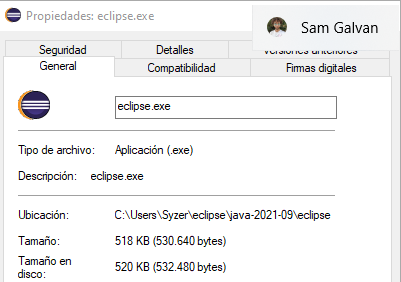 Propiedades: eclipse.exe
Sam Galvan
Seguridad Detalles Versiones anteriores
General Compatibilidad Firmas digitales
eclipse.exe
Tipo de archivo: Aplicación (.exe)
Descripción: eclipse.exe
Ubicación: C:\Users\Syzer\eclipse\java-2021-09\eclipse
Tamaño: 518 KB (530.640 bytes)
Tamaño en disco: 520 KB (532.480 bytes)